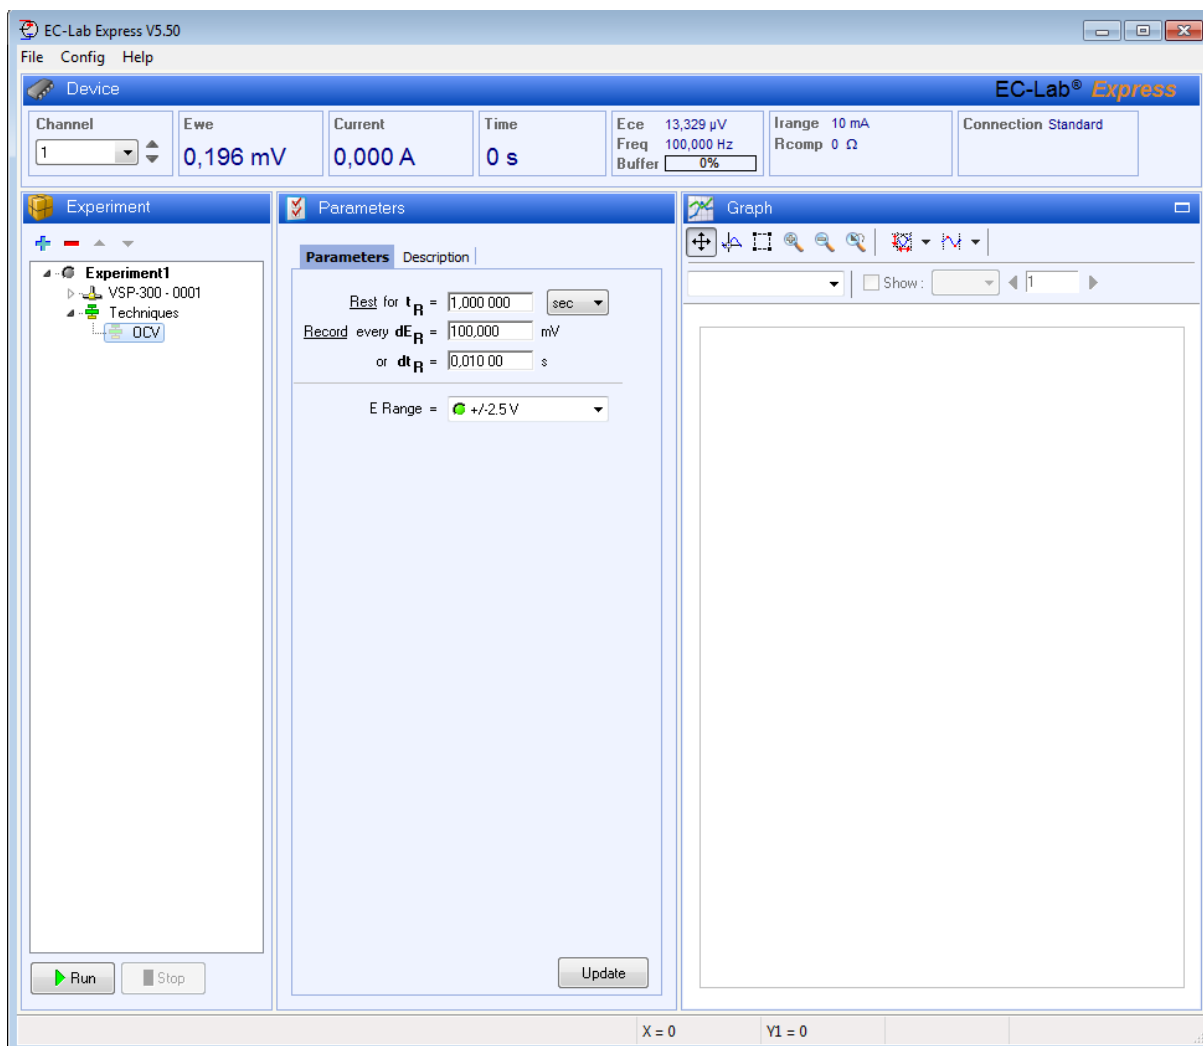 EC-Lab Express V5.50
File Config Help
Device
EC-Lab® Express
Channel
1
Ewe
0,196 mV
Current
0,000 A
Time
0 s
Ece 13,329 µV
Freq 100,000 Hz
Buffer 0%
Irange 10 mA
Rcomp 0 Ω
Connection Standard
Experiment
Experiment1
VSP-300 - 0001
Techniques
OCV
Run Stop
Parameters
Parameters Description
Rest for tR = 1,000 000 sec
Record every dER = 100,000 mV
or dtR = 0,010 00 s
E Range = +/-2.5 V
Update
Graph
Show : 1
X = 0 Y1 = 0